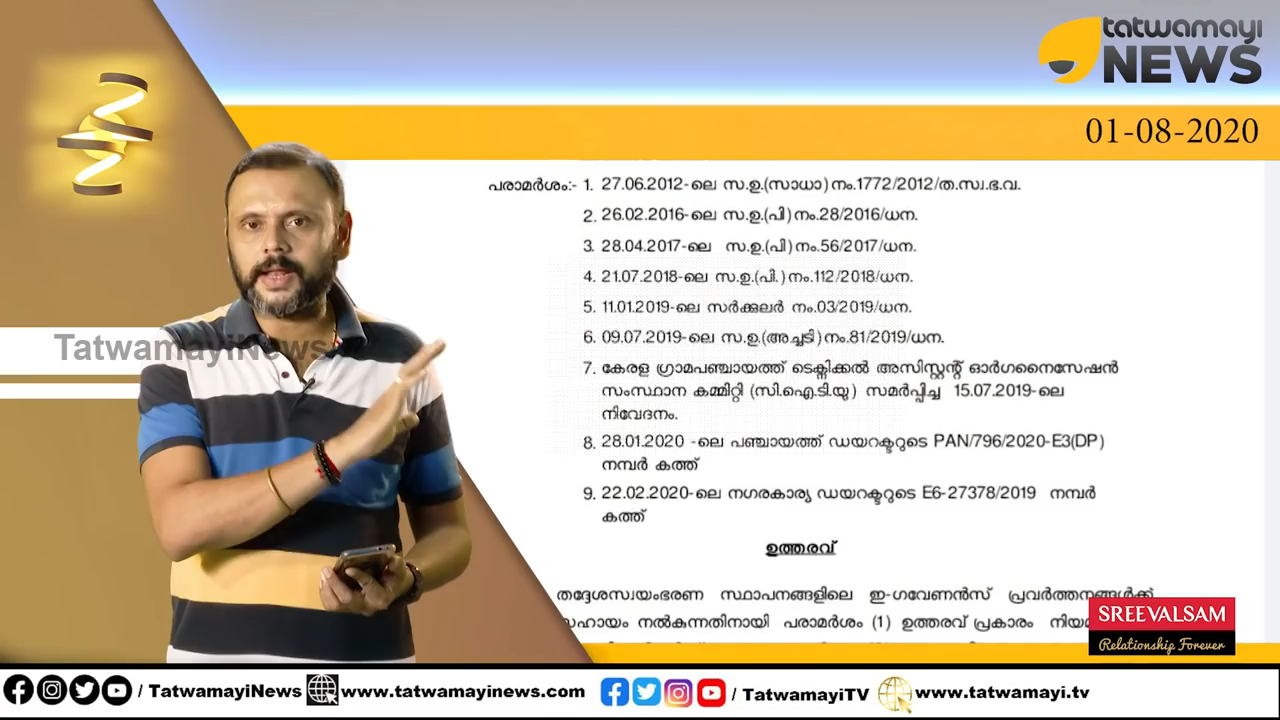 tatwamayi
NEWS
01-08-2020
പരാമർശം:- 1. 27.06.2012-ലെ സ.ഉ.(സാധാ) നം.1772/2012/ത.സ്വ.ഭ.വ.
2. 26.02.2016-ലെ സ.ഉ.(പി) നം.28/2016/ധന.
3. 28.04.2017-ലെ സ.ഉ.(പി) നം.56/2017/ധന.
4. 21.07.2018-ലെ സ.ഉ.(പി.) നം.112/2018/ധന.
5. 11.01.2019-ലെ സർക്കുലർ നം.03/2019/ധന.
6. 09.07.2019-ലെ സ.ഉ.(അച്ചടി) നം.81/2019/ധന.
7. കേരള ഗ്രാമപഞ്ചായത്ത് ടെക്നിക്കൽ അസിസ്റ്റന്റ് ഓർഗനൈസേഷൻ
സംസ്ഥാന കമ്മിറ്റി (സി.ഐ.ടി.യു ) സമർപ്പിച്ച 15.07.2019-ലെ
നിവേദനം.
8. 28.01.2020 -ലെ പഞ്ചായത്ത് ഡയറക്ടറുടെ PAN/796/2020-E3(DP)
നമ്പർ കത്ത്
9. 22.02.2020-ലെ നഗരകാര്യ ഡയറക്ടറുടെ E6-27378/2019 നമ്പർ
കത്ത്
ഉത്തരവ്
തദ്ദേശസ്വയംഭരണ സ്ഥാപനങ്ങളിലെ ഇ-ഗവേണൻസ് പ്രവർത്തനങ്ങൾക്ക്
സഹായം നൽകുന്നതിനായി പരാമർശം (1) ഉത്തരവ് പ്രകാരം
TatwamayiNews
SREEVALSAM
Relationship Forever
/ TatwamayiNews www.tatwamayinews.com / TatwamayiTV www.tatwamayi.tv